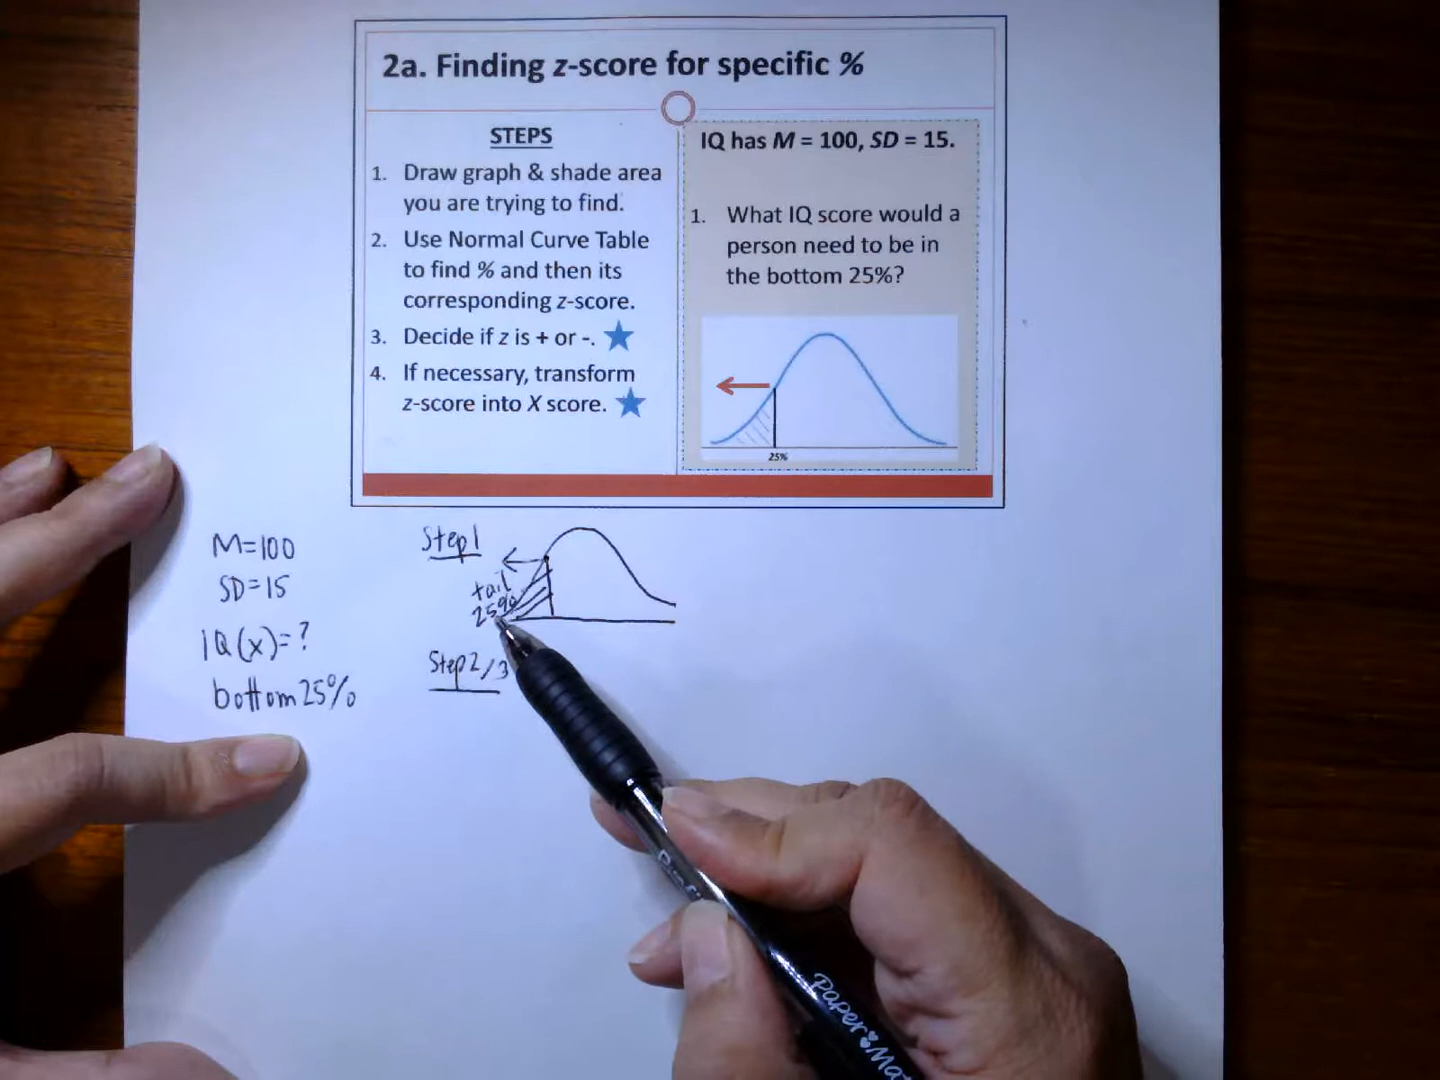 2a. Finding z-score for specific %
STEPS
1. Draw graph & shade area
you are trying to find.
2. Use Normal Curve Table
to find % and then its
corresponding z-score.
3. Decide if z is + or -.
4. If necessary, transform
z-score into X score.
IQ has M = 100, SD = 15.
1. What IQ score would a
person need to be in
the bottom 25%?
25%
M=100
SD=15
IQ(x)=?
bottom 25%
Step 1
tail
25%
Step 2/3
PaperMa